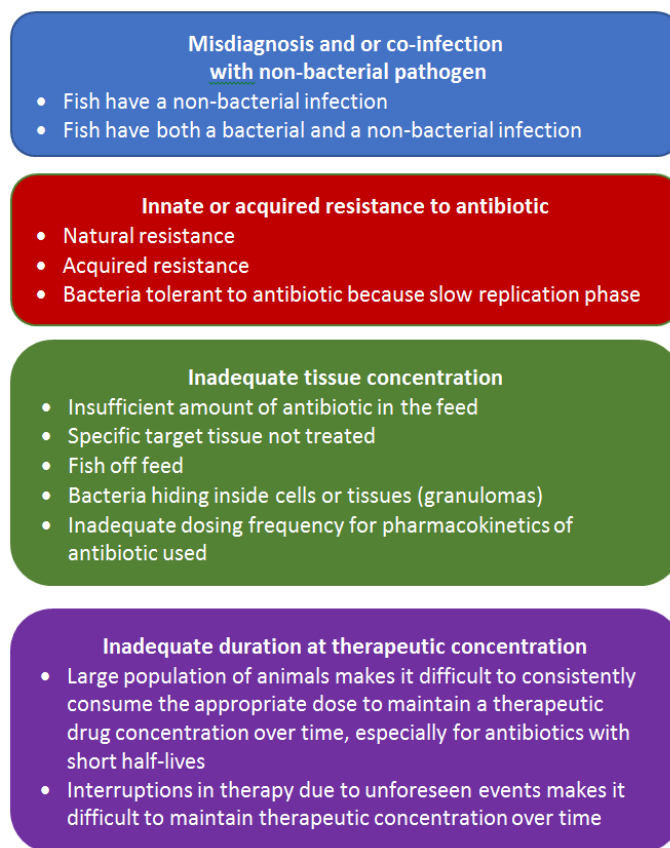 Misdiagnosis and or co-infection
with non-bacterial pathogen
• Fish have a non-bacterial infection
• Fish have both a bacterial and a non-bacterial infection
Innate or acquired resistance to antibiotic
• Natural resistance
• Acquired resistance
• Bacteria tolerant to antibiotic because slow replication phase
Inadequate tissue concentration
• Insufficient amount of antibiotic in the feed
• Specific target tissue not treated
• Fish off feed
• Bacteria hiding inside cells or tissues (granulomas)
• Inadequate dosing frequency for pharmacokinetics of
antibiotic used
Inadequate duration at therapeutic concentration
• Large population of animals makes it difficult to consistently
consume the appropriate dose to maintain a therapeutic
drug concentration over time, especially for antibiotics with
short half-lives
• Interruptions in therapy due to unforeseen events makes it
difficult to maintain therapeutic concentration over time